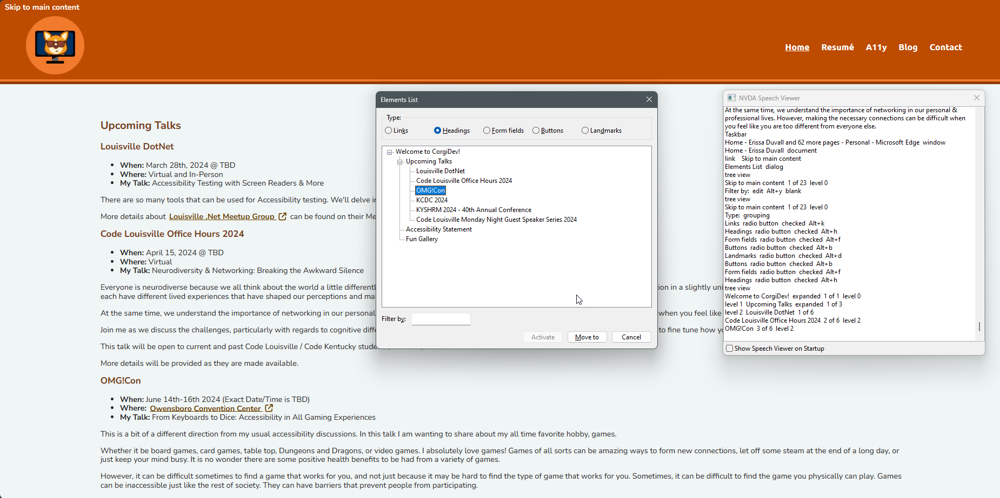 Skip to main content
Home Resumé A11y Blog Contact
Upcoming Talks
Louisville DotNet
When: March 28th, 2024 @ TBD
Where: Virtual and In-Person
My Talk: Accessibility Testing with Screen Readers & More
There are so many tools that can be used for Accessibility testing. We'll delve in
More details about Louisville .Net Meetup Group can be found on their Me
Code Louisville Office Hours 2024
When: April 15, 2024 @ TBD
Where: Virtual
My Talk: Neurodiversity & Networking: Breaking the Awkward Silence
Everyone is neurodiverse because we all think about the world a little differentl
ion in a slightly uni
each have different lived experiences that have shaped our perceptions and ma
At the same time, we understand the importance of networking in our personal
when you feel like
Join me as we discuss the challenges, particularly with regards to cognitive diffe
to fine tune how yo
This talk will be open to current and past Code Louisville / Code Kentucky stude
More details will be provided as they are made available.
OMG!Con
When: June 14th-16th 2024 (Exact Date/Time is TBD)
Where: Owensboro Convention Center
My Talk: From Keyboards to Dice: Accessibility in All Gaming Experiences
This is a bit of a different direction from my usual accessibility discussions. In this talk I am wanting to share about my all time favorite hobby, games.
Whether it be board games, card games, table top, Dungeons and Dragons, or video games. I absolutely love games! Games of all sorts can be amazing ways to form new connections, let off some steam at the end of a long day, or
just keep your mind busy. It is no wonder there are some positive health benefits to be had from a variety of games.
However, it can be difficult sometimes to find a game that works for you, and not just because it may be hard to find the type of game that works for you. Sometimes, it can be difficult to find the game you physically can play. Games
can be inaccessible just like the rest of society. They can have barriers that prevent people from participating.
Elements List
Type:
Links Headings Form fields Buttons Landmarks
Welcome to CorgiDev!
Upcoming Talks
Louisville DotNet
Code Louisville Office Hours 2024
OMG!Con
KCDC 2024
KYSHRM 2024 - 40th Annual Conference
Code Louisville Monday Night Guest Speaker Series 2024
Accessibility Statement
Fun Gallery
Filter by:
Activate Move to Cancel
NVDA Speech Viewer
At the same time, we understand the importance of networking in our personal &
professional lives. However, making the necessary connections can be difficult when
you feel like you are too different from everyone else.
Taskbar
Home - Erissa Duvall and 62 more pages - Personal - Microsoft Edge window
Home - Erissa Duvall document
link Skip to main content
Elements List dialog
tree view
Skip to main content 1 of 23 level 0
Filter by: edit Alt+y blank
tree view
Skip to main content 1 of 23 level 0
Type: grouping
Links radio button checked Alt+k
Headings radio button checked Alt+h
Form fields radio button checked Alt+f
Buttons radio button checked Alt+b
Landmarks radio button checked Alt+d
Buttons radio button checked Alt+b
Form fields radio button checked Alt+f
Headings radio button checked Alt+h
tree view
Welcome to CorgiDev! expanded 1 of 1 level 0
level 1 Upcoming Talks expanded 1 of 3
level 2 Louisville DotNet 1 of 6
Code Louisville Office Hours 2024 2 of 6 level 2
OMG!Con 3 of 6 level 2
Show Speech Viewer on Startup